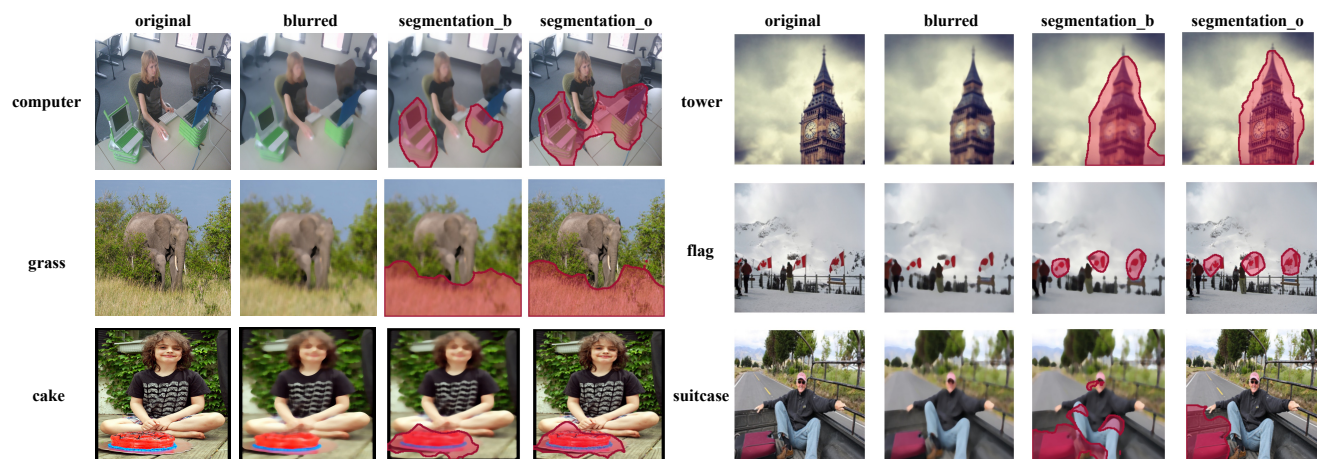 original blurred segmentation_b segmentation_o
original blurred segmentation_b segmentation_o
computer
tower
grass
flag
cake
suitcase